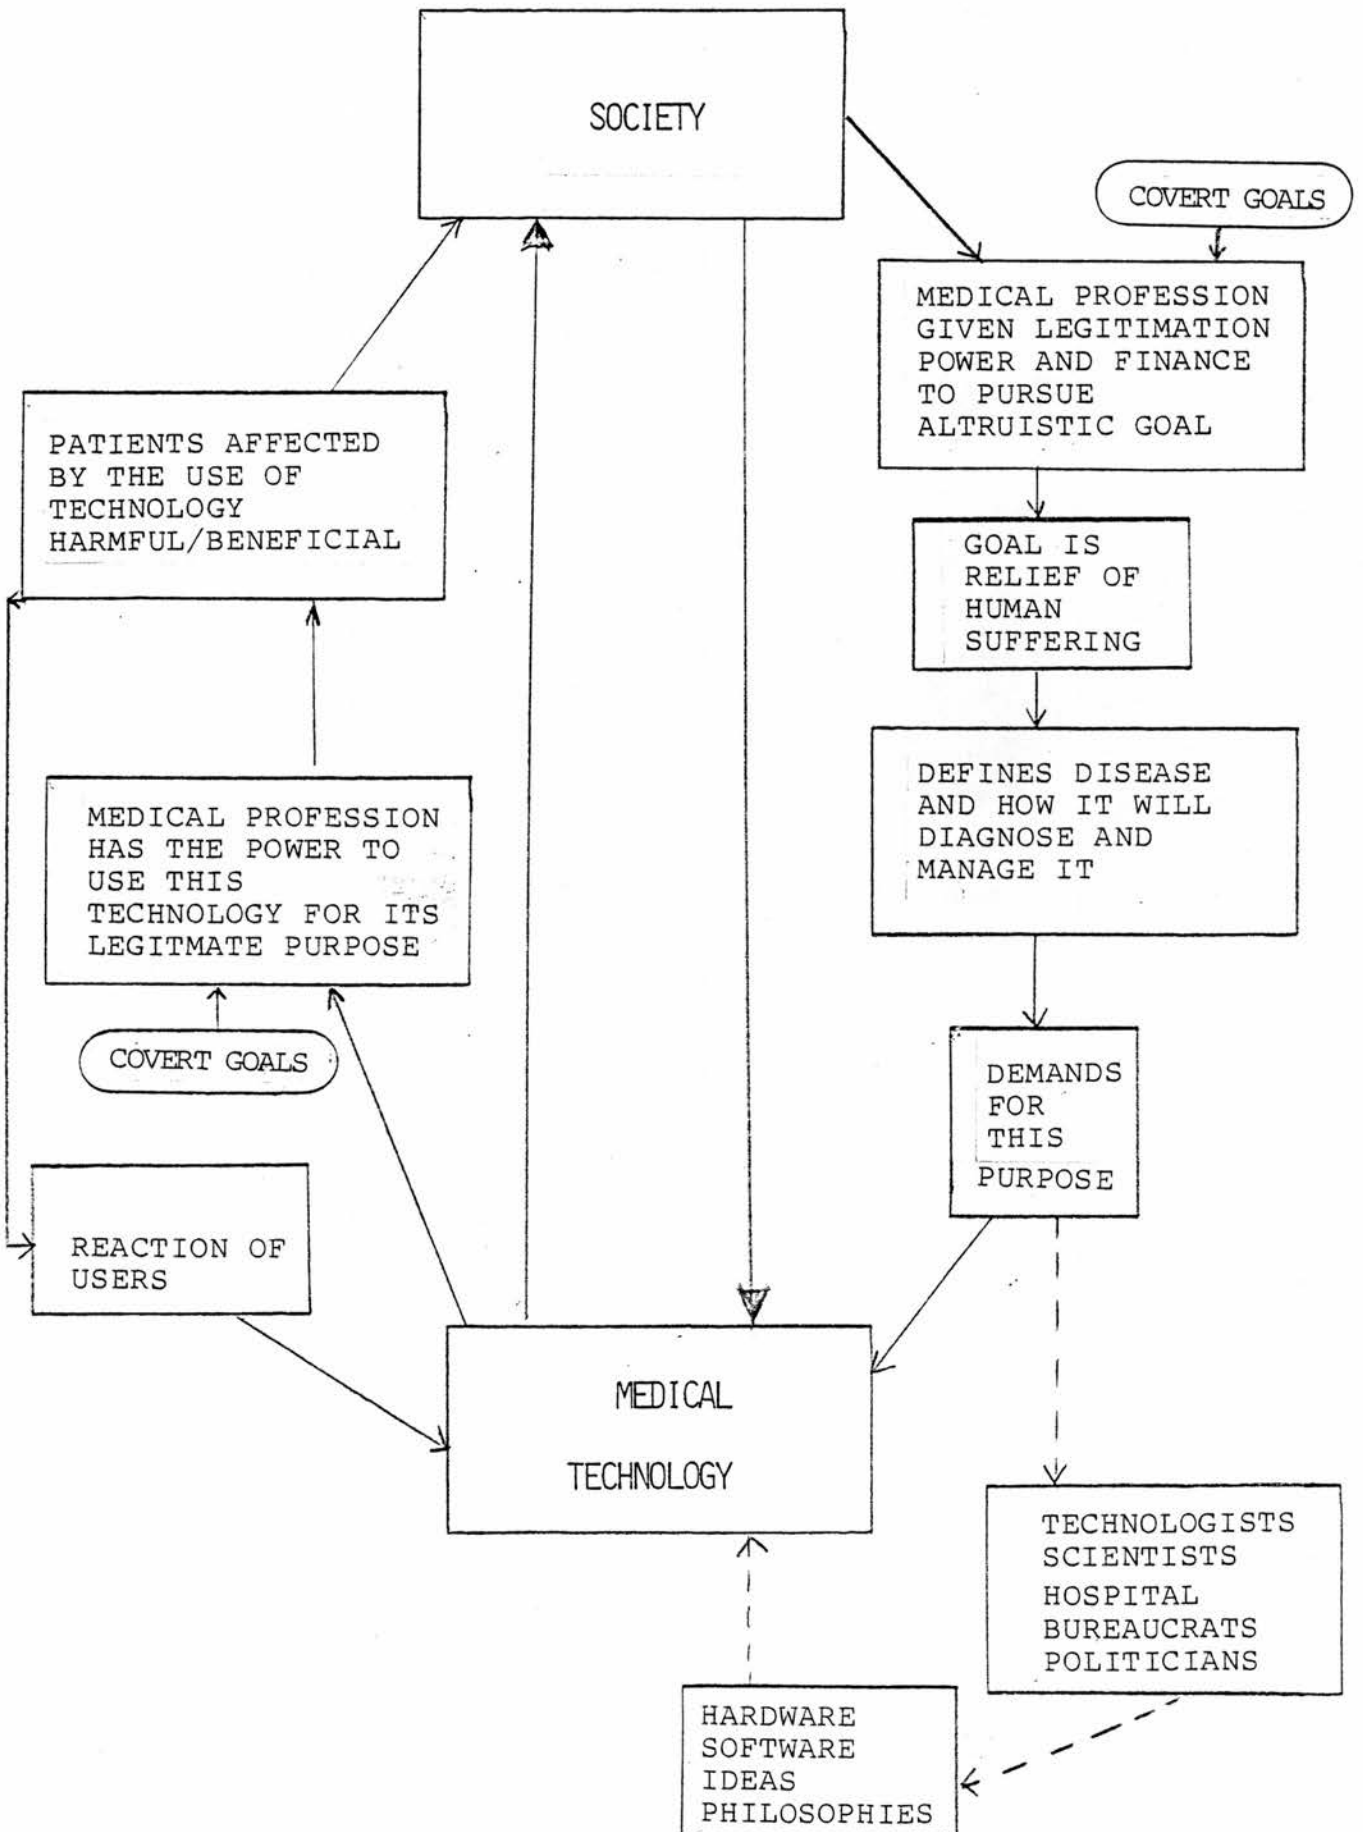 SOCIETY
COVERT GOALS
MEDICAL PROFESSION
GIVEN LEGITIMATION
POWER AND FINANCE
TO PURSUE
ALTRUISTIC GOAL
PATIENTS AFFECTED
BY THE USE OF
TECHNOLOGY
HARMFUL/BENEFICIAL
GOAL IS
RELIEF OF
HUMAN
SUFFERING
DEFINES DISEASE
AND HOW IT WILL
DIAGNOSE AND
MANAGE IT
MEDICAL PROFESSION
HAS THE POWER TO
USE THIS
TECHNOLOGY FOR ITS
LEGITMATE PURPOSE
COVERT GOALS
DEMANDS
FOR
THIS
PURPOSE
REACTION OF
USERS
MEDICAL
TECHNOLOGY
TECHNOLOGISTS
SCIENTISTS
HOSPITAL
BUREAUCRATS
POLITICIANS
HARDWARE
SOFTWARE
IDEAS
PHILOSOPHIES